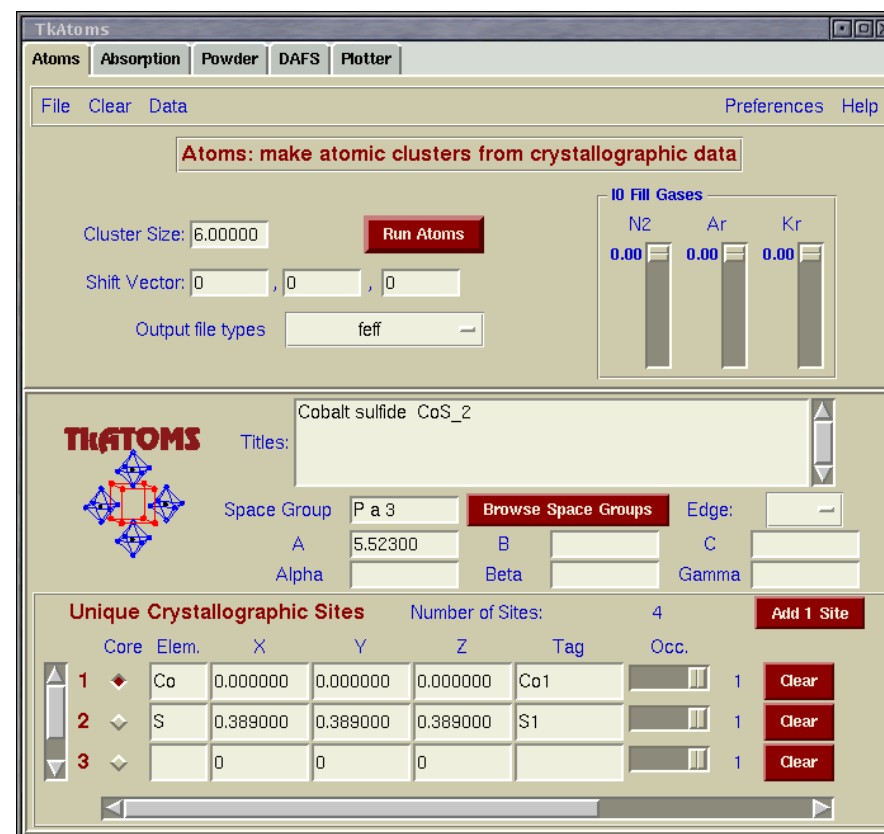 TkAtoms
Atoms Absorption Powder DAFS Plotter
File Clear Data Preferences Help
Atoms: make atomic clusters from crystallographic data
I0 Fill Gases
N2 Ar Kr
0.00 0.00 0.00
Cluster Size: 6.00000 Run Atoms
Shift Vector: 0 , 0 , 0
Output file types feff
TkATOMS
Titles: Cobalt sulfide CoS_2
Space Group P a 3 Browse Space Groups Edge:
A 5.52300 B C
Alpha Beta Gamma
Unique Crystallographic Sites Number of Sites: 4 Add 1 Site
Core Elem. X Y Z Tag Occ.
1 Co 0.000000 0.000000 0.000000 Co1 1 Clear
2 S 0.389000 0.389000 0.389000 S1 1 Clear
3 0 0 0 1 Clear